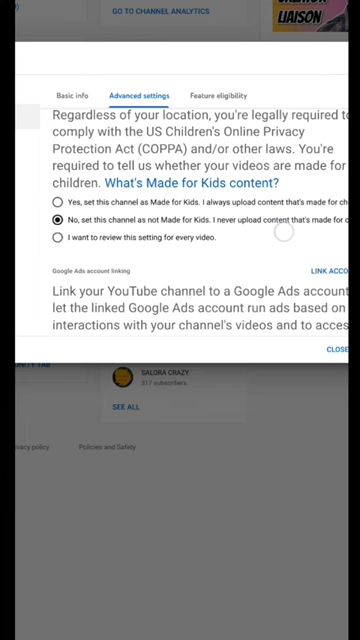 GO TO CHANNEL ANALYTICS
LIAISON
Basic info
Advanced settings
Feature eligibility
Regardless of your location, you're legally required to
comply with the US Children's Online Privacy
Protection Act (COPPA) and/or other laws. You're
required to tell us whether your videos are made for
children. What's Made for Kids content?
Yes, set this channel as Made for Kids. I always upload content that's made for
No, set this channel as not Made for Kids. I never upload content that's made for
I want to review this setting for every video.
Google Ads account linking
LINK ACCO
Link your YouTube channel to a Google Ads account
let the linked Google Ads account run ads based on
interactions with your channel's videos and to acces
CLOSE
TAB
SALORA CRAZY
517 subscribers
SEE ALL
ivacy policy
Policies and Safety